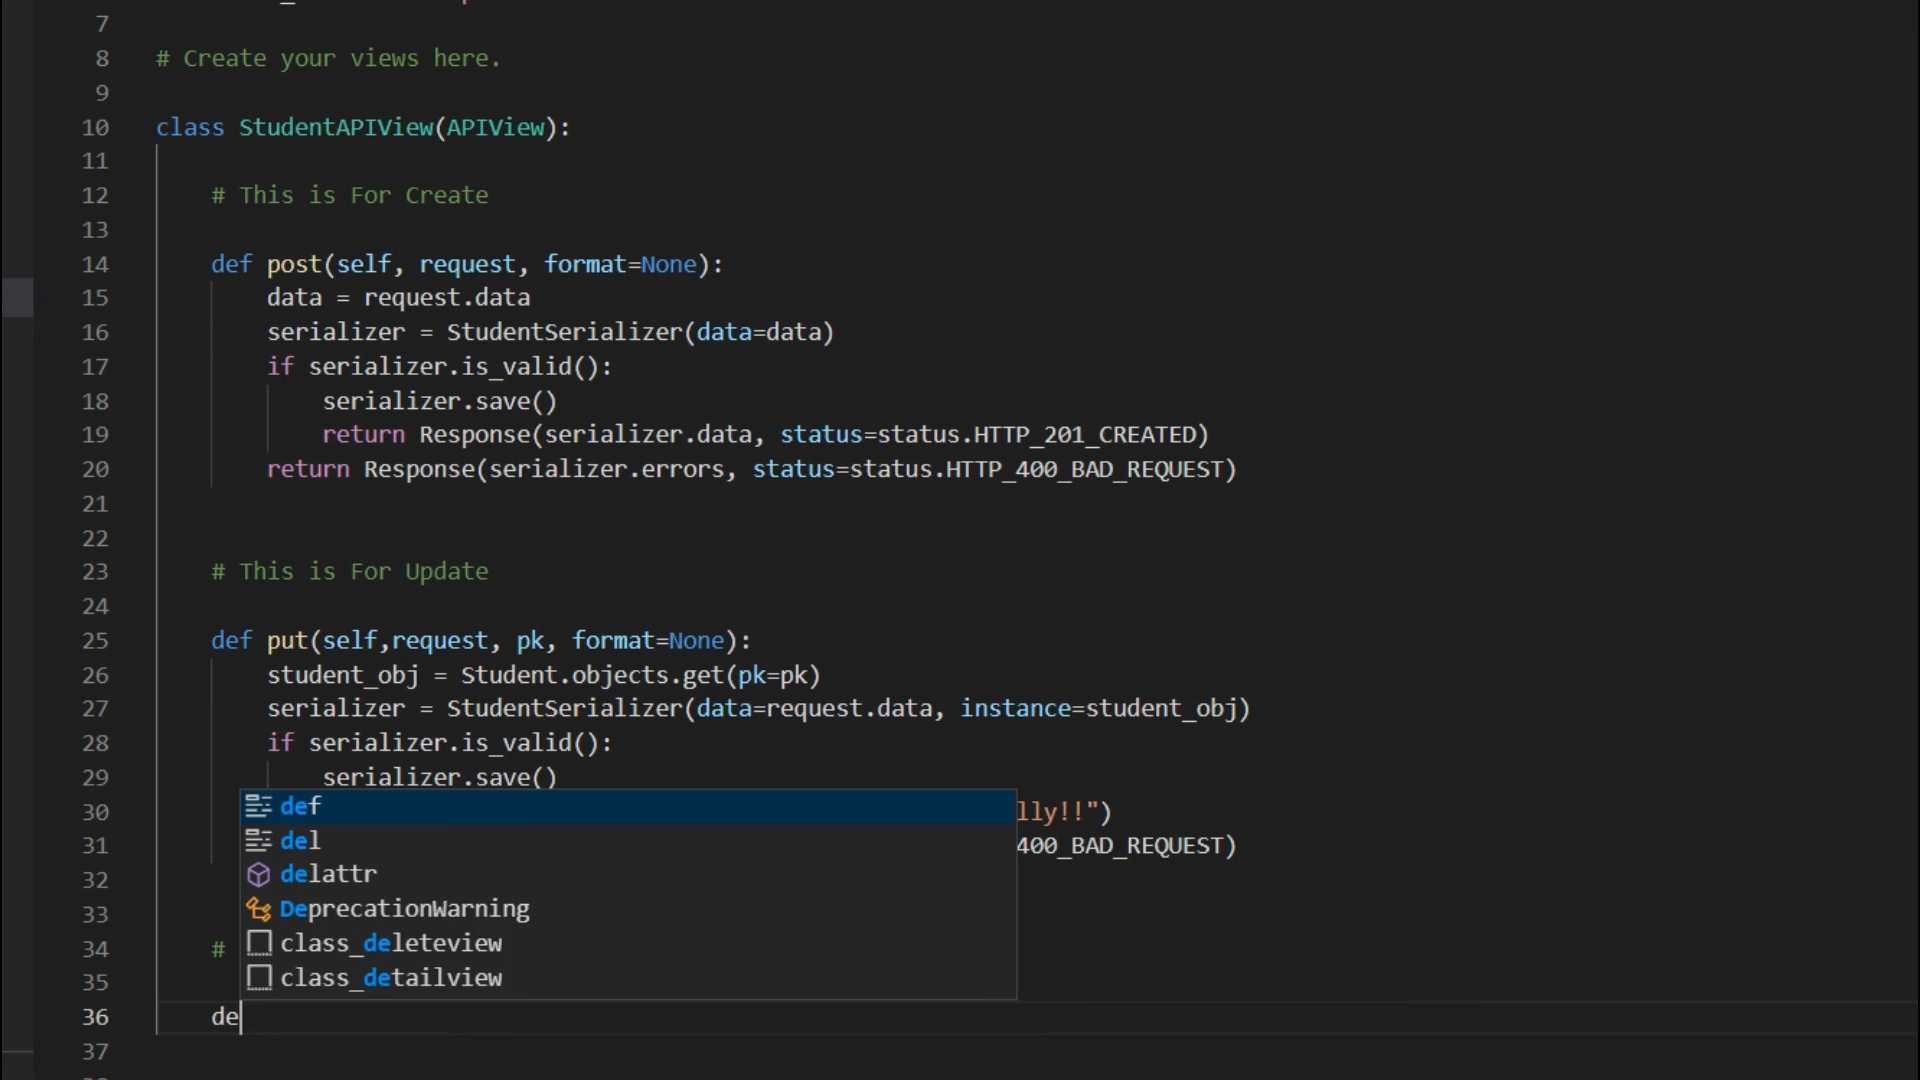 7
8 # Create your views here.
9
10 class StudentAPIView(APIView):
11
12 # This is For Create
13
14 def post(self, request, format=None):
15 data = request.data
16 serializer = StudentSerializer(data=data)
17 if serializer.is_valid():
18 serializer.save()
19 return Response(serializer.data, status=status.HTTP_201_CREATED)
20 return Response(serializer.errors, status=status.HTTP_400_BAD_REQUEST)
21
22
23 # This is For Update
24
25 def put(self,request, pk, format=None):
26 student_obj = Student.objects.get(pk=pk)
27 serializer = StudentSerializer(data=request.data, instance=student_obj)
28 if serializer.is_valid():
29 serializer.save()
30 lly!!")
31 400_BAD_REQUEST)
32
33
34 #
35
36 de
37
def
del
delattr
DeprecationWarning
class_deleteview
class_detailview